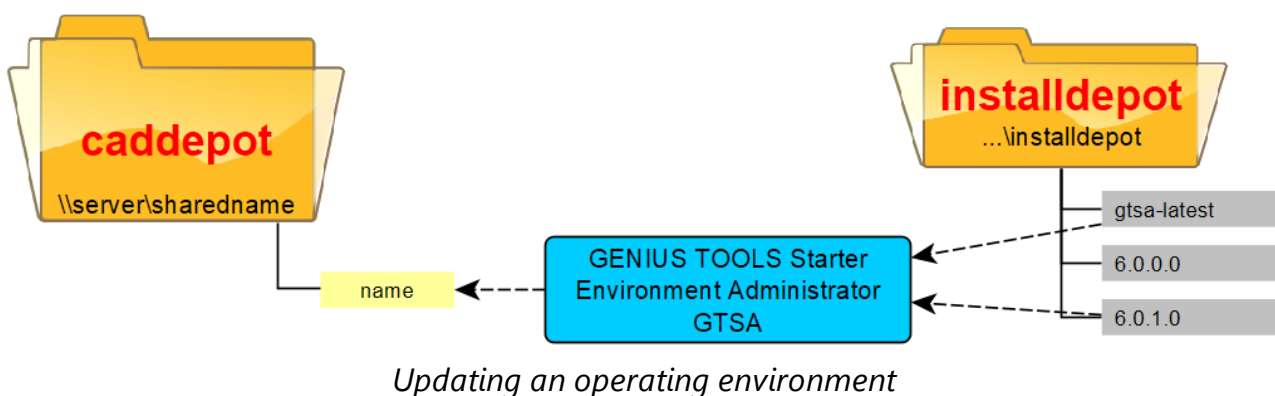 caddepot
\\server\sharedname
name
GENIUS TOOLS Starter
Environment Administrator
GTSA
installdepot
...\installdepot
gtsa-latest
6.0.0.0
6.0.1.0
Updating an operating environment